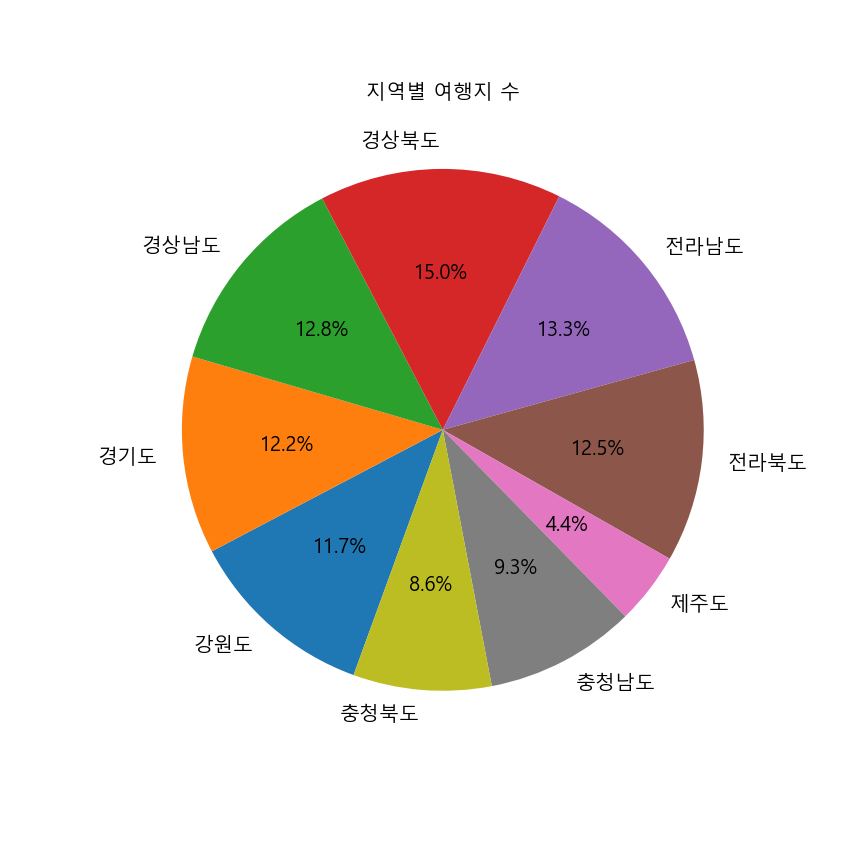 지역별 여행지 수
경상북도
15.0%
경상남도
12.8%
전라남도
13.3%
경기도
12.2%
전라북도
12.5%
강원도
11.7%
제주도
4.4%
충청북도
8.6%
충청남도
9.3%